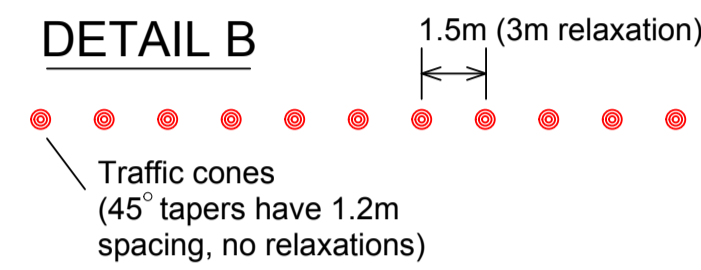 DETAIL B
1.5m (3m relaxation)
Traffic cones
(45° tapers have 1.2m
spacing, no relaxations)